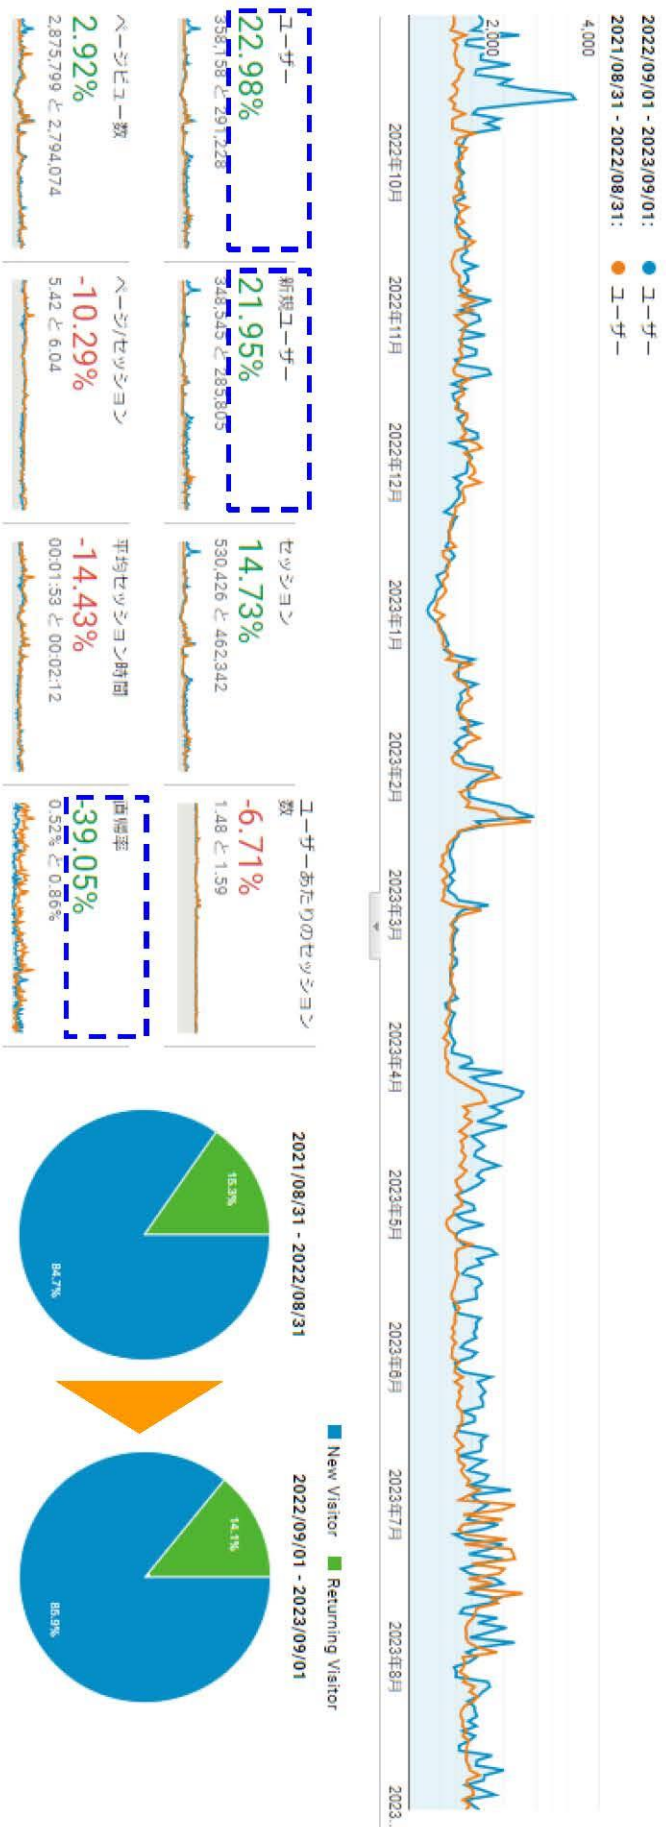 2022/09/01 - 2023/09/01: ● ユーザー
2021/08/31 - 2022/08/31: ● ユーザー
4,000
2,000
2022年10月 2022年11月 2022年12月 2023年1月 2023年2月 2023年3月 2023年4月 2023年5月 2023年6月 2023年7月 2023年8月 2023...
ユーザー
22.98%
358,158 と 291,228
新規ユーザー
21.95%
348,545 と 285,805
セッション
14.73%
530,426 と 462,342
ユーザーあたりのセッション
数
-6.71%
1.48 と 1.59
ページビュー数
2.92%
2,875,799 と 2,794,074
ページ/セッション
-10.29%
5.42 と 6.04
平均セッション時間
-14.43%
00:01:53 と 00:02:12
直帰率
-39.05%
0.52% と 0.86%
New Visitor Returning Visitor
2021/08/31 - 2022/08/31
15.3%
84.7%
2022/09/01 - 2023/09/01
14.1%
85.9%